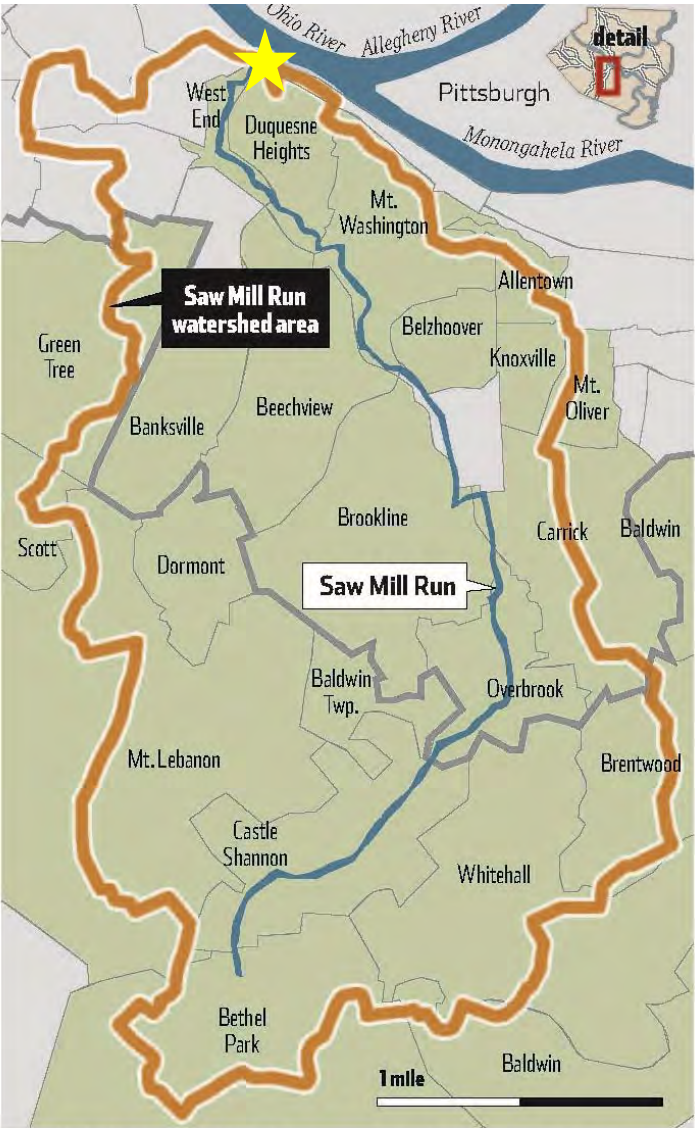 Ohio River
Allegheny River
detail
Pittsburgh
Monongahela River
West
End
Duquesne
Heights
Mt.
Washington
Allentown
Saw Mill Run
watershed area
Belzhoover
Knoxville
Green
Tree
Mt.
Oliver
Beechview
Banksville
Brookline
Carrick
Baldwin
Scott
Dormont
Saw Mill Run
Baldwin
Twp.
Overbrook
Mt. Lebanon
Brentwood
Castle
Shannon
Whitehall
Bethel
Park
Baldwin
1 mile